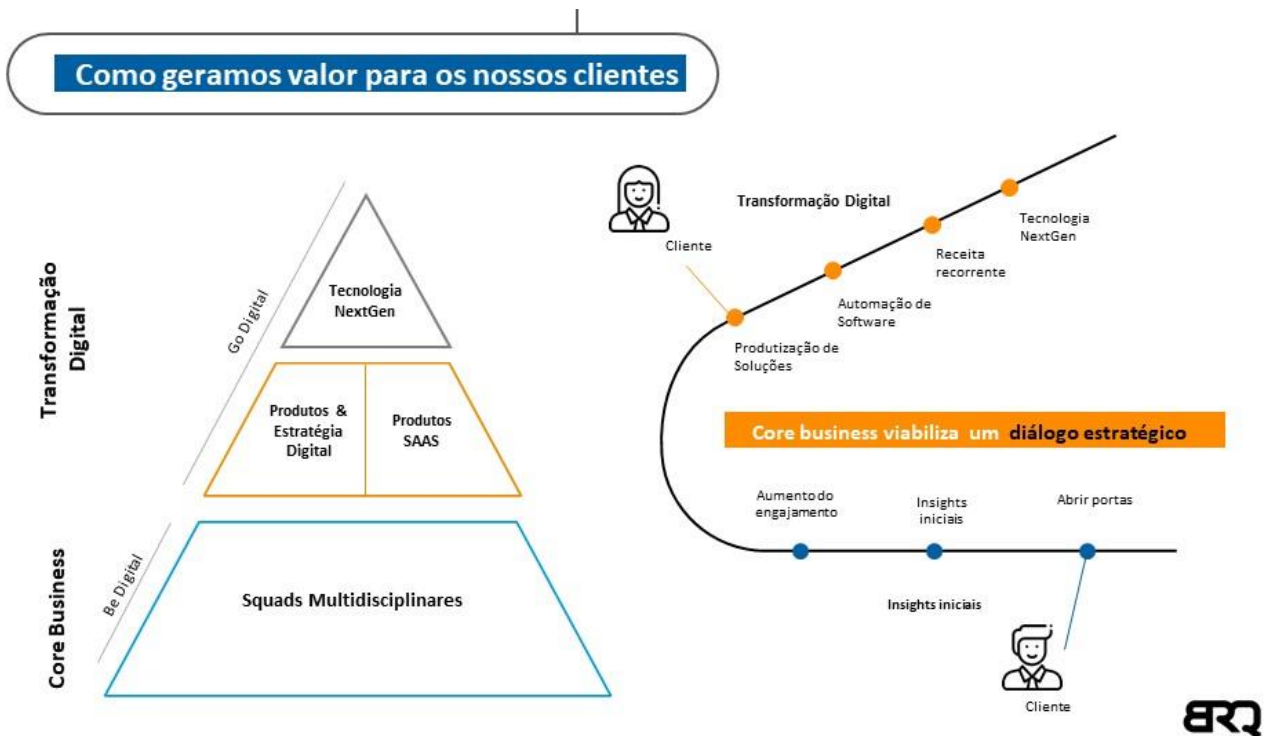 Como geramos valor para os nossos clientes
Transformação
Digital
Go Digital
Tecnologia
NextGen
Produtos &
Estratégia
Digital
Produtos
SAAS
Core Business
Be Digital
Squads Multidisciplinares
Cliente
Transformação Digital
Tecnologia
NextGen
Receita
recorrente
Automação de
Software
Produtização de
Soluções
Core business viabiliza um diálogo estratégico
Aumento do
engajamento
Insights
iniciais
Abrir portas
Insights iniciais
Cliente
BRQ